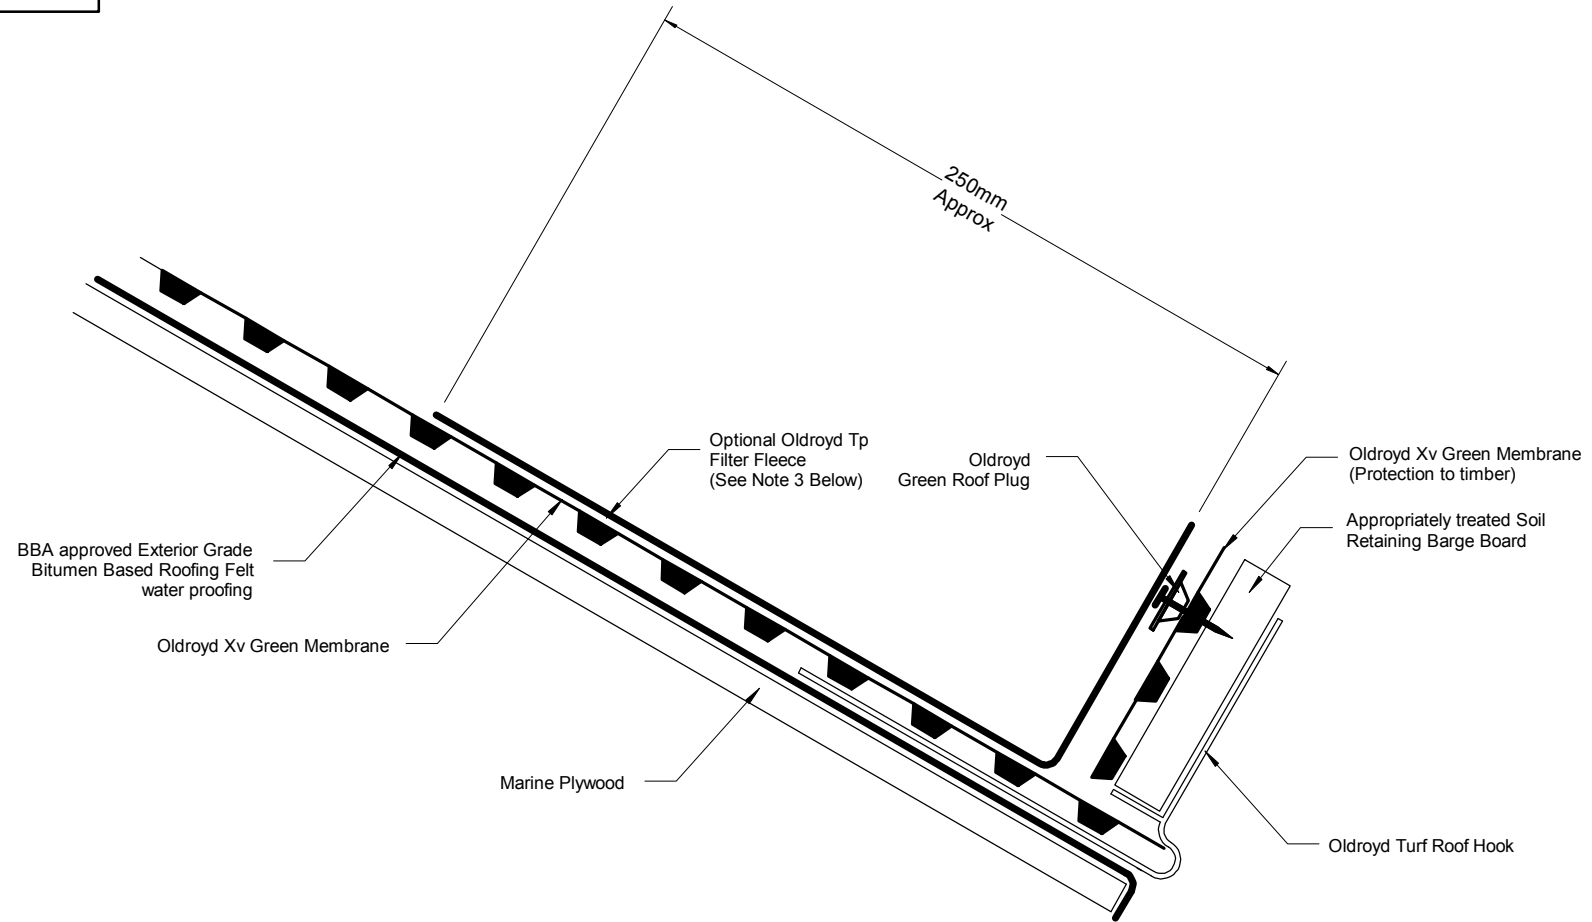 250mm
Approx
Optional Oldroyd Tp
Filter Fleece
(See Note 3 Below)
Oldroyd
Green Roof Plug
Oldroyd Xv Green Membrane
(Protection to timber)
Appropriately treated Soil
Retaining Barge Board
BBA approved Exterior Grade
Bitumen Based Roofing Felt
water proofing
Oldroyd Xv Green Membrane
Marine Plywood
Oldroyd Turf Roof Hook